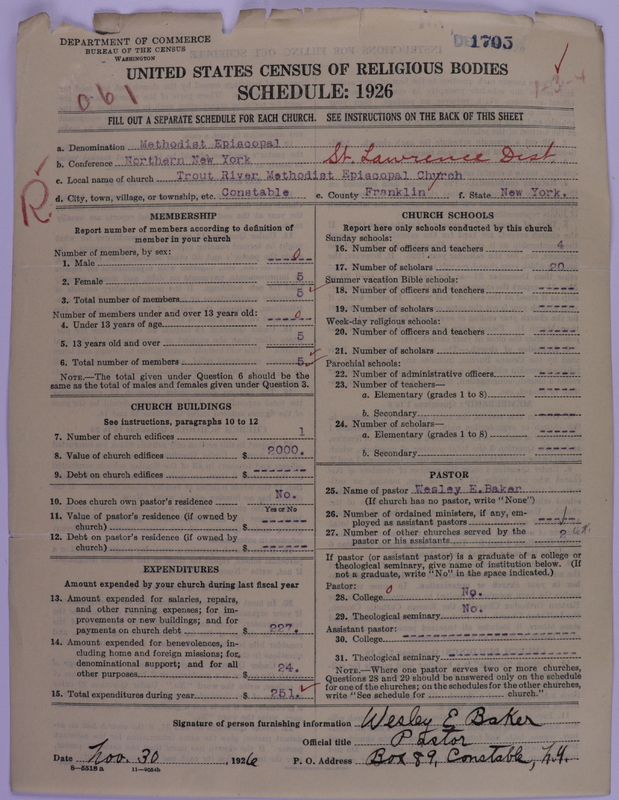 DEPARTMENT OF COMMERCE
BUREAU OF THE CENSUS
WASHINGTON
1705
UNITED STATES CENSUS OF RELIGIOUS BODIES
SCHEDULE: 1926
1-3-4
061
FILL OUT A SEPARATE SCHEDULE FOR EACH CHURCH. SEE INSTRUCTIONS ON THE BACK OF THIS SHEET
a. Denomination Methodist Episcopal
b. Conference Northern New York St. Lawrence Dist
c. Local name of church Trout River Methodist Episcopal Church
d. City, town, village, or township, etc. Constable e. County Franklin f. State New York.
R
MEMBERSHIP
Report number of members according to definition of
member in your church
Number of members, by sex:
1. Male 0
2. Female 5
3. Total number of members 5
Number of members under and over 13 years old:
4. Under 13 years of age 0
5. 13 years old and over 5
6. Total number of members 5.
NOTE.—The total given under Question 6 should be the
same as the total of males and females given under Question 3.
CHURCH BUILDINGS
See instructions, paragraphs 10 to 12
7. Number of church edifices 1
8. Value of church edifices $ 2000.
9. Debt on church edifices $ -------
10. Does church own pastor's residence No.
Yes or No
11. Value of pastor's residence (if owned by
church) $ ------
12. Debt on pastor's residence (if owned by
church) $ ------
EXPENDITURES
Amount expended by your church during last fiscal year
13. Amount expended for salaries, repairs,
and other running expenses; for im-
provements or new buildings; and for
payments on church debt $ 227.
14. Amount expended for benevolences, in-
cluding home and foreign missions; for
denominational support; and for all
other purposes $ 24.
15. Total expenditures during year $ 251.
CHURCH SCHOOLS
Report here only schools conducted by this church
Sunday schools:
16. Number of officers and teachers 4
17. Number of scholars 20
Summer vacation Bible schools:
18. Number of officers and teachers -----
19. Number of scholars -----
Week-day religious schools:
20. Number of officers and teachers -----
21. Number of scholars -----
Parochial schools:
22. Number of administrative officers -----
23. Number of teachers—
a. Elementary (grades 1 to 8) -----
b. Secondary -----
24. Number of scholars—
a. Elementary (grades 1 to 8) -----
b. Secondary -----
PASTOR
25. Name of pastor Wesley E.Baker
(If church has no pastor, write "None")
26. Number of ordained ministers, if any, em-
ployed as assistant pastors
27. Number of other churches served by the
pastor or his assistants 2
If pastor (or assistant pastor) is a graduate of a college or
theological seminary, give name of institution below. (If
not a graduate, write "No" in the space indicated.)
Pastor:
28. College 0 No.
29. Theological seminary No.
Assistant pastor:
30. College
31. Theological seminary
NOTE.—Where one pastor serves two or more churches,
Questions 28 and 29 should be answered only on the schedule
for one of the churches; on the schedules for the other churches,
write "See schedule for church."
Signature of person furnishing information Wesley E Baker
Official title Pastor
Date Nov. 30, 1926 P. O. Address Box 89, Constable, N.Y.
8-5518 a